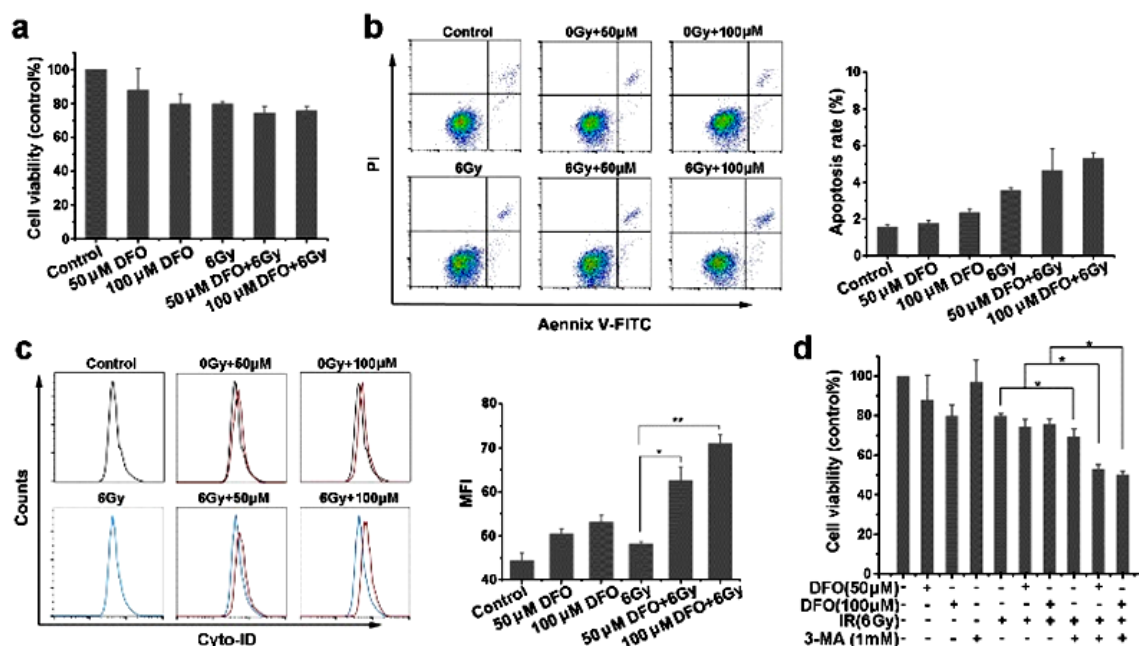 a
Cell viability (control%)
100
80
60
40
20
0
Control
50 μM DFO
100 μM DFO
6Gy
50 μM DFO+6Gy
100 μM DFO+6Gy
b
Control
0Gy+50μM
0Gy+100μM
6Gy
6Gy+50μM
6Gy+100μM
PI
Aennix V-FITC
Apoptosis rate (%)
10
8
6
4
2
0
Control
50 μM DFO
100 μM DFO
6Gy
50 μM DFO+6Gy
100 μM DFO+6Gy
c
Control
0Gy+50μM
0Gy+100μM
6Gy
6Gy+50μM
6Gy+100μM
Counts
Cyto-ID
MFI
80
70
60
50
40
*
**
Control
50 μM DFO
100 μM DFO
6Gy
50 μM DFO+6Gy
100 μM DFO+6Gy
d
Cell viability (control%)
100
80
60
40
20
0
*
*
*
DFO(50μM) - + - - - + - - + -
DFO(100μM) - - + - - - + - - +
IR(6Gy) - - - - + + + + + +
3-MA (1mM) - - - + - - - + + +